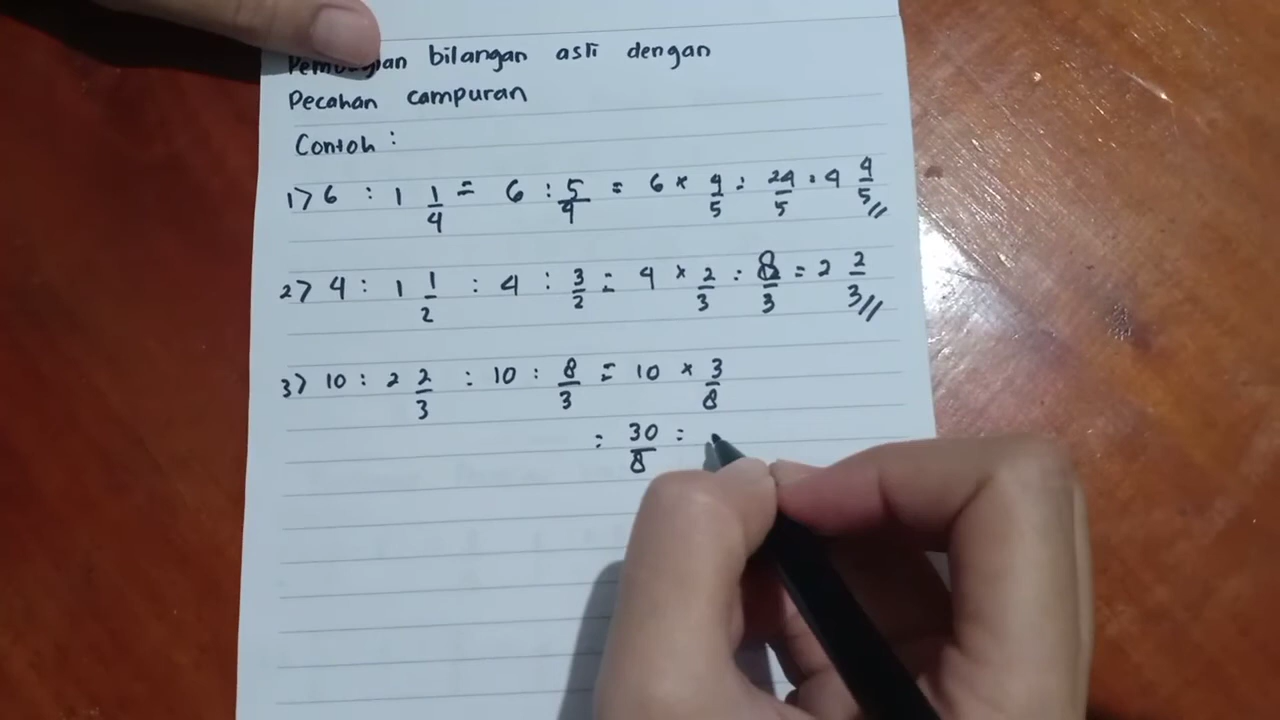 Pembagian bilangan asli dengan
Pecahan campuran
Contoh :
1) 6 : 1 1/4 = 6 : 5/4 = 6 × 4/5 = 24/5 = 4 4/5 //
2) 4 : 1 1/2 = 4 : 3/2 = 4 × 2/3 = 8/3 = 2 2/3 //
3) 10 : 2 2/3 = 10 : 8/3 = 10 × 3/8
= 30/8 =